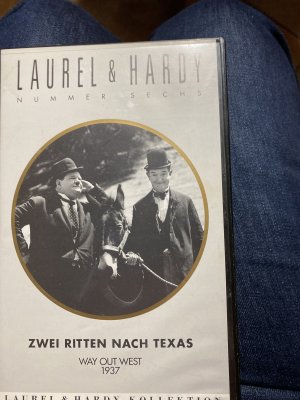 LAUREL & HARDY
NUMMER SECHS
ZWEI RITTEN NACH TEXAS
WAY OUT WEST
1937
LAUREL & HARDY KOLLEKTION